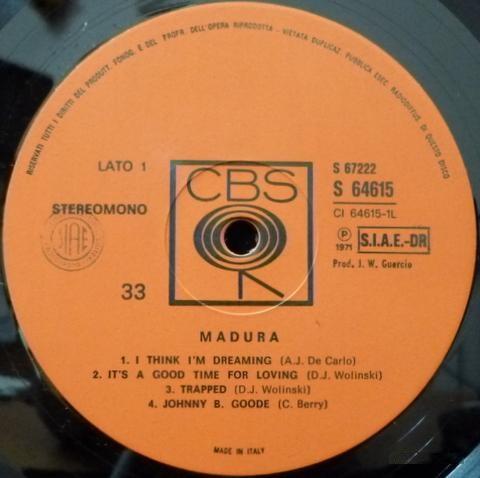 RISERVATI TUTTI I DIRITTI DEL PRODUTT. FONOGR. E DEL PROPR. DELL'OPERA RIPRODOTTA - VIETATA DUPLICAZ. PUBBLICA ESEC. RADIODIFFUS. DI QUESTO DISCO
LATO 1
CBS
S 67222
S 64615
STEREOMONO
CI 64615-1L
S.I.A.E.
℗ 1971
S.I.A.E.-DR
Prod. J. W. Guercio
33
MADURA
1. I THINK I'M DREAMING (A.J. De Carlo)
2. IT'S A GOOD TIME FOR LOVING (D.J. Wolinski)
3. TRAPPED (D.J. Wolinski)
4. JOHNNY B. GOODE (C. Berry)
MADE IN ITALY